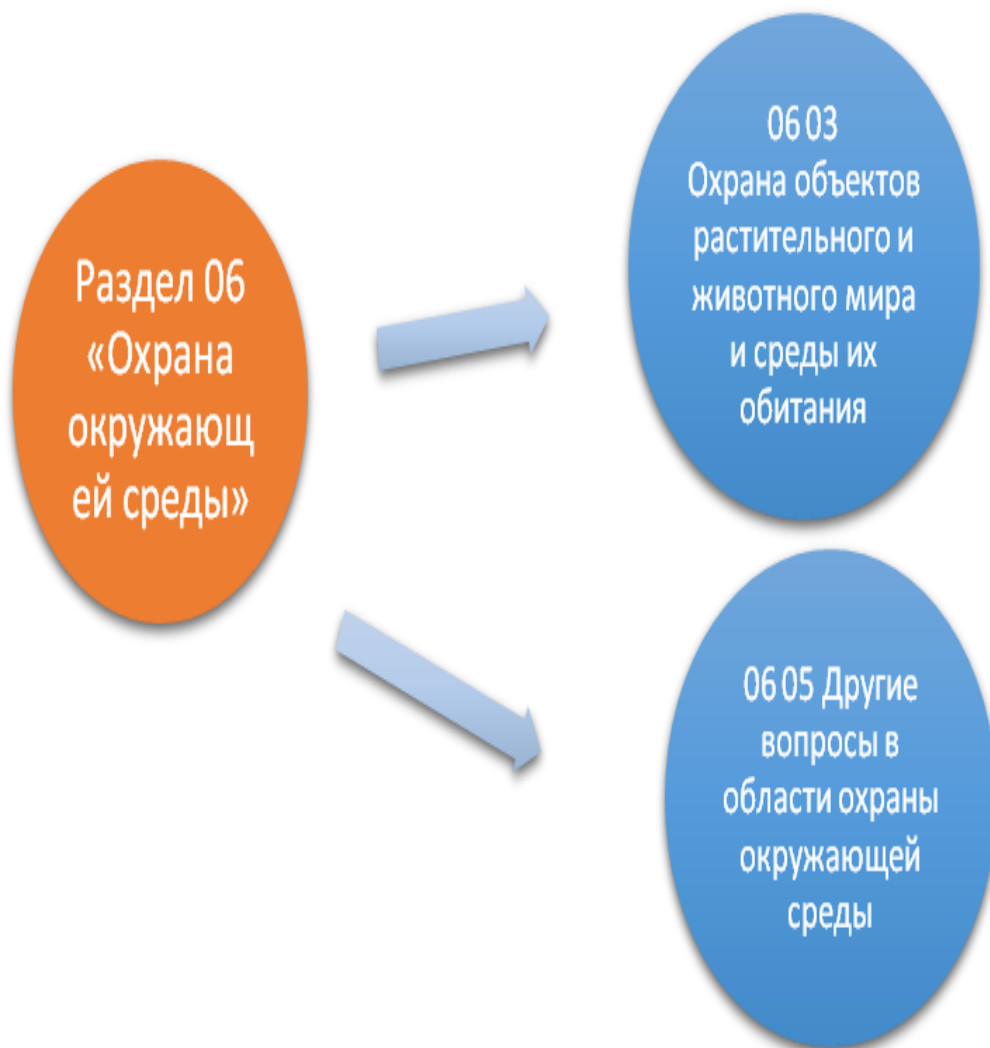 Раздел 06
«Охрана
окружающ
ей среды»
06 03
Охрана объектов
растительного и
животного мира
и среды их
обитания
06 05 Другие
вопросы в
области охраны
окружающей
среды